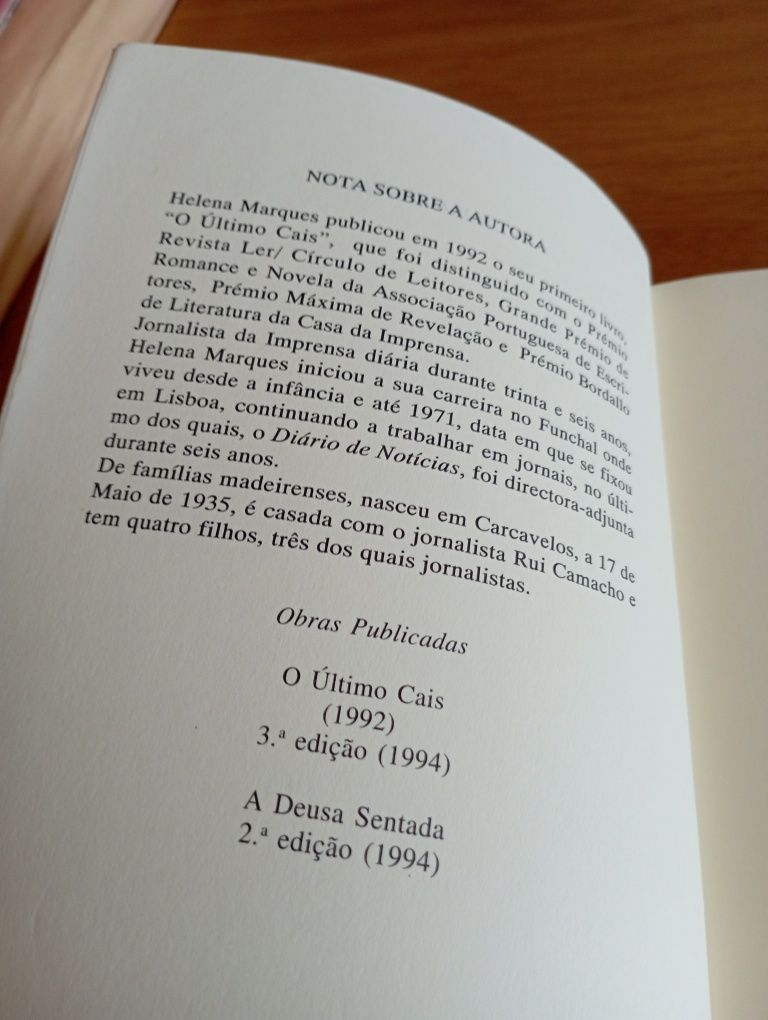 NOTA SOBRE A AUTORA
Helena Marques publicou em 1992 o seu primeiro livro,
“O Último Cais”, que foi distinguido com o Prémio
Revista Ler/ Círculo de Leitores, Grande Prémio de
Romance e Novela da Associação Portuguesa de Escri-
tores, Prémio Máxima de Revelação e Prémio Bordallo
de Literatura da Casa da Imprensa.
Jornalista da Imprensa diária durante trinta e seis anos,
Helena Marques iniciou a sua carreira no Funchal onde
viveu desde a infância e até 1971, data em que se fixou
em Lisboa, continuando a trabalhar em jornais, no últi-
mo dos quais, o Diário de Notícias, foi directora-adjunta
durante seis anos.
De famílias madeirenses, nasceu em Carcavelos, a 17 de
Maio de 1935, é casada com o jornalista Rui Camacho e
tem quatro filhos, três dos quais jornalistas.
Obras Publicadas
O Último Cais
(1992)
3.ª edição (1994)
A Deusa Sentada
2.ª edição (1994)